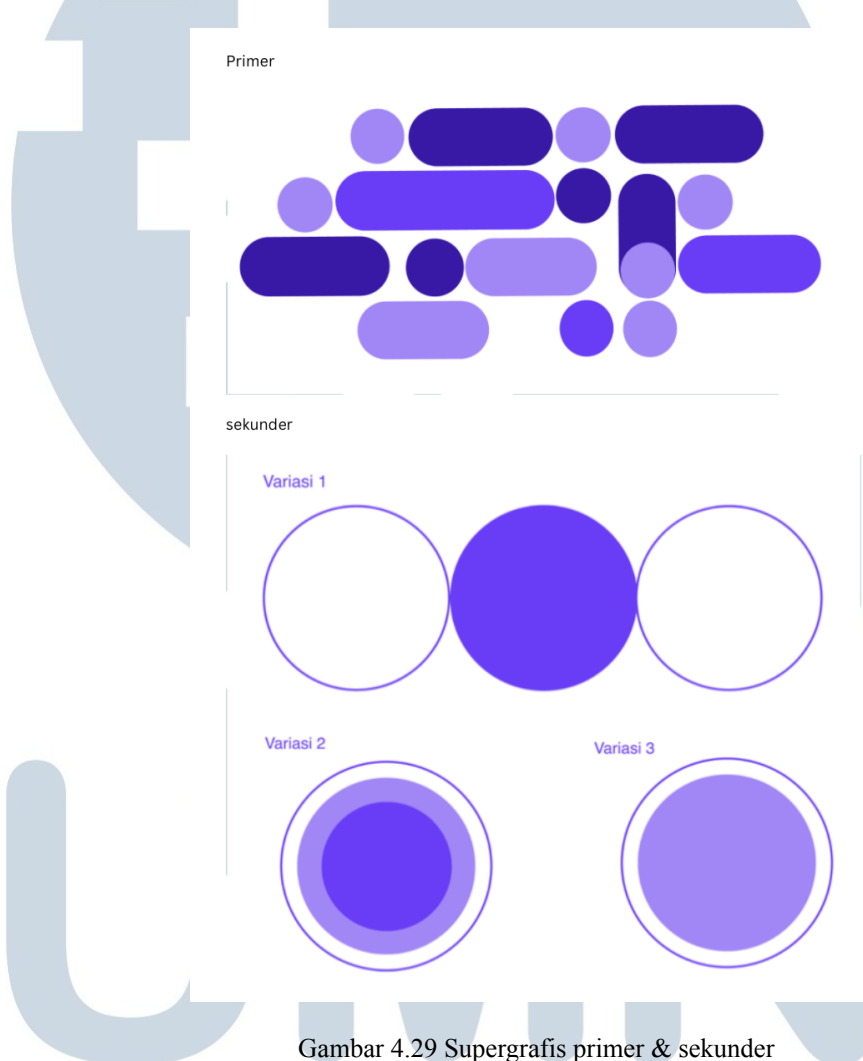 Primer
sekunder
Variasi 1
Variasi 2
Variasi 3
Gambar 4.29 Supergrafis primer & sekunder